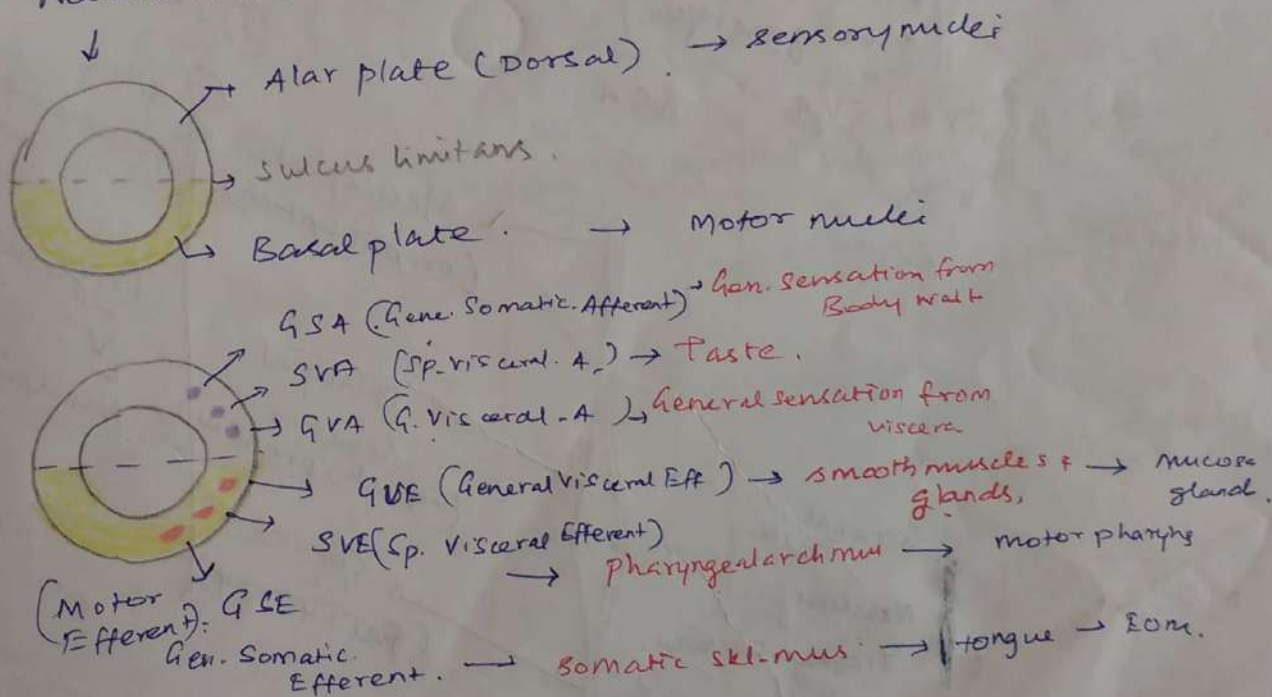 Alar plate (Dorsal). → sensory nuclei
sulcus limitans.
Basal plate. → Motor nuclei
GSA (Gene. Somatic. Afferent) → Gen. sensation from
Body wall
SVA (Sp. visceral. A.) → Taste.
GVA (G. visceral - A) → General sensation from
viscera
GVE (General visceral Eff) → smooth muscles & → mucosa
glands, gland.
SVE (Sp. Visceral Efferent)
→ pharyngeal arch mus → motor
(Motor
Efferent): GSE
Gen. Somatic.
Efferent. → somatic skl-mus. → tongue → EOM.